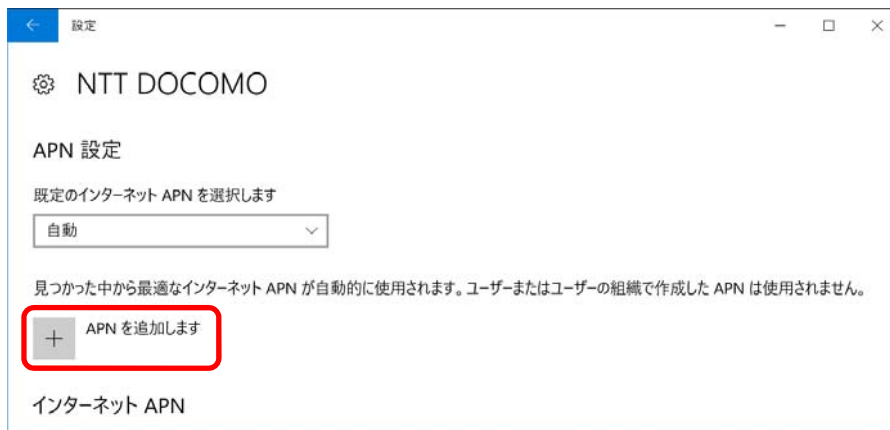 設定
NTT DOCOMO
APN 設定
既定のインターネット APN を選択します
自動
見つかった中から最適なインターネット APN が自動的に使用されます。ユーザーまたはユーザーの組織で作成した APN は使用されません。
APN を追加します
インターネット APN